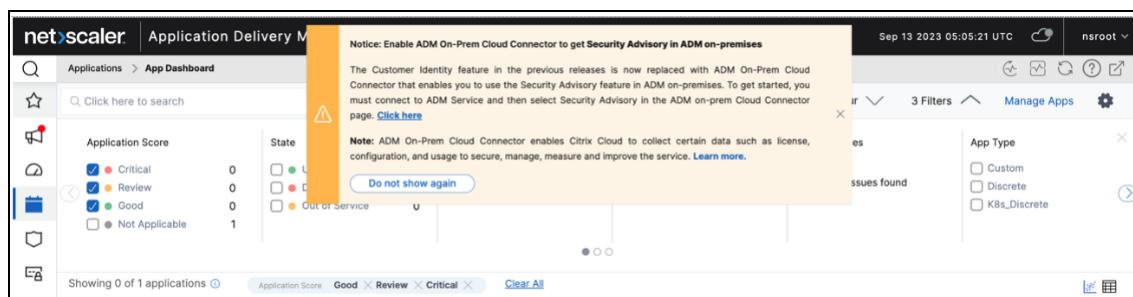 net>scaler. Application Delivery M
Sep 13 2023 05:05:21 UTC nsroot
Notice: Enable ADM On-Prem Cloud Connector to get Security Advisory in ADM on-premises
The Customer Identity feature in the previous releases is now replaced with ADM On-Prem Cloud
Connector that enables you to use the Security Advisory feature in ADM on-premises. To get started, you
must connect to ADM Service and then select Security Advisory in the ADM on-prem Cloud Connector
page. Click here
Note: ADM On-Prem Cloud Connector enables Citrix Cloud to collect certain data such as license,
configuration, and usage to secure, manage, measure and improve the service. Learn more.
Do not show again
Applications > App Dashboard
Click here to search
3 Filters Manage Apps
Application Score
Critical 0
Review 0
Good 0
Not Applicable 1
State
Out of Service 0
ssues found
App Type
Custom
Discrete
K8s_Discrete
Showing 0 of 1 applications
Application Score Good Review Critical Clear All